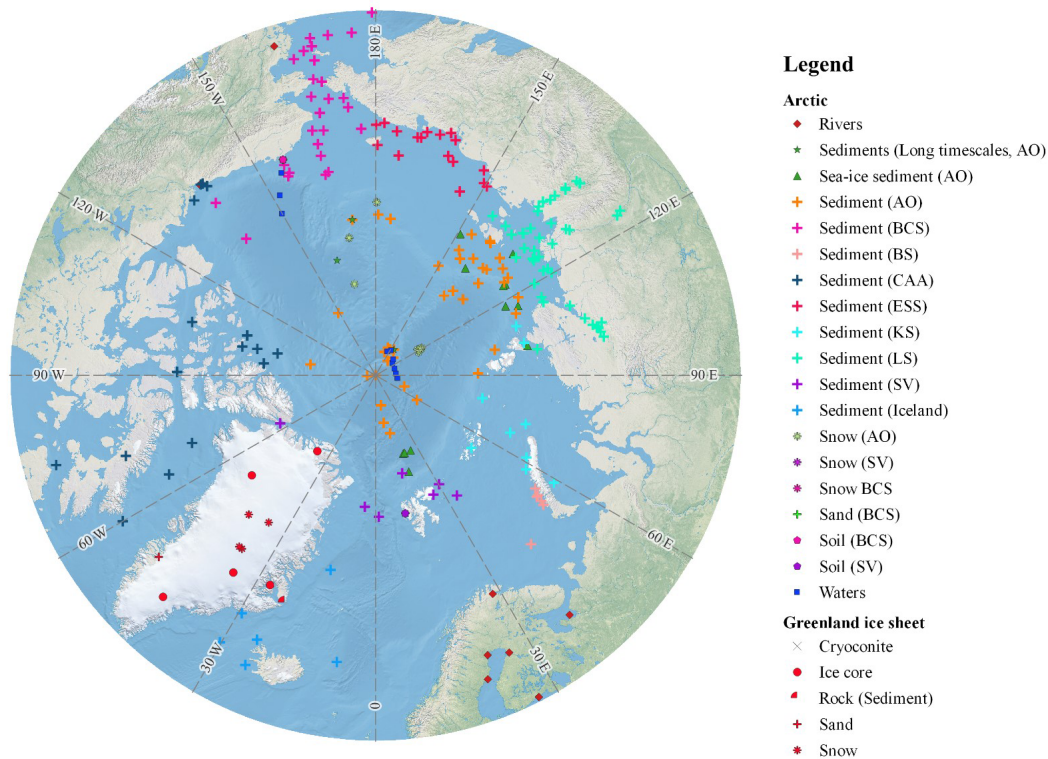 180 E
150 W
150 E
120 W
120 E
90 W
90 E
60 W
60 E
30 W
30 E
0
Legend
Arctic
Rivers
Sediments (Long timescales, AO)
Sea-ice sediment (AO)
Sediment (AO)
Sediment (BCS)
Sediment (BS)
Sediment (CAA)
Sediment (ESS)
Sediment (KS)
Sediment (LS)
Sediment (SV)
Sediment (Iceland)
Snow (AO)
Snow (SV)
Snow BCS
Sand (BCS)
Soil (BCS)
Soil (SV)
Waters
Greenland ice sheet
Cryoconite
Ice core
Rock (Sediment)
Sand
Snow